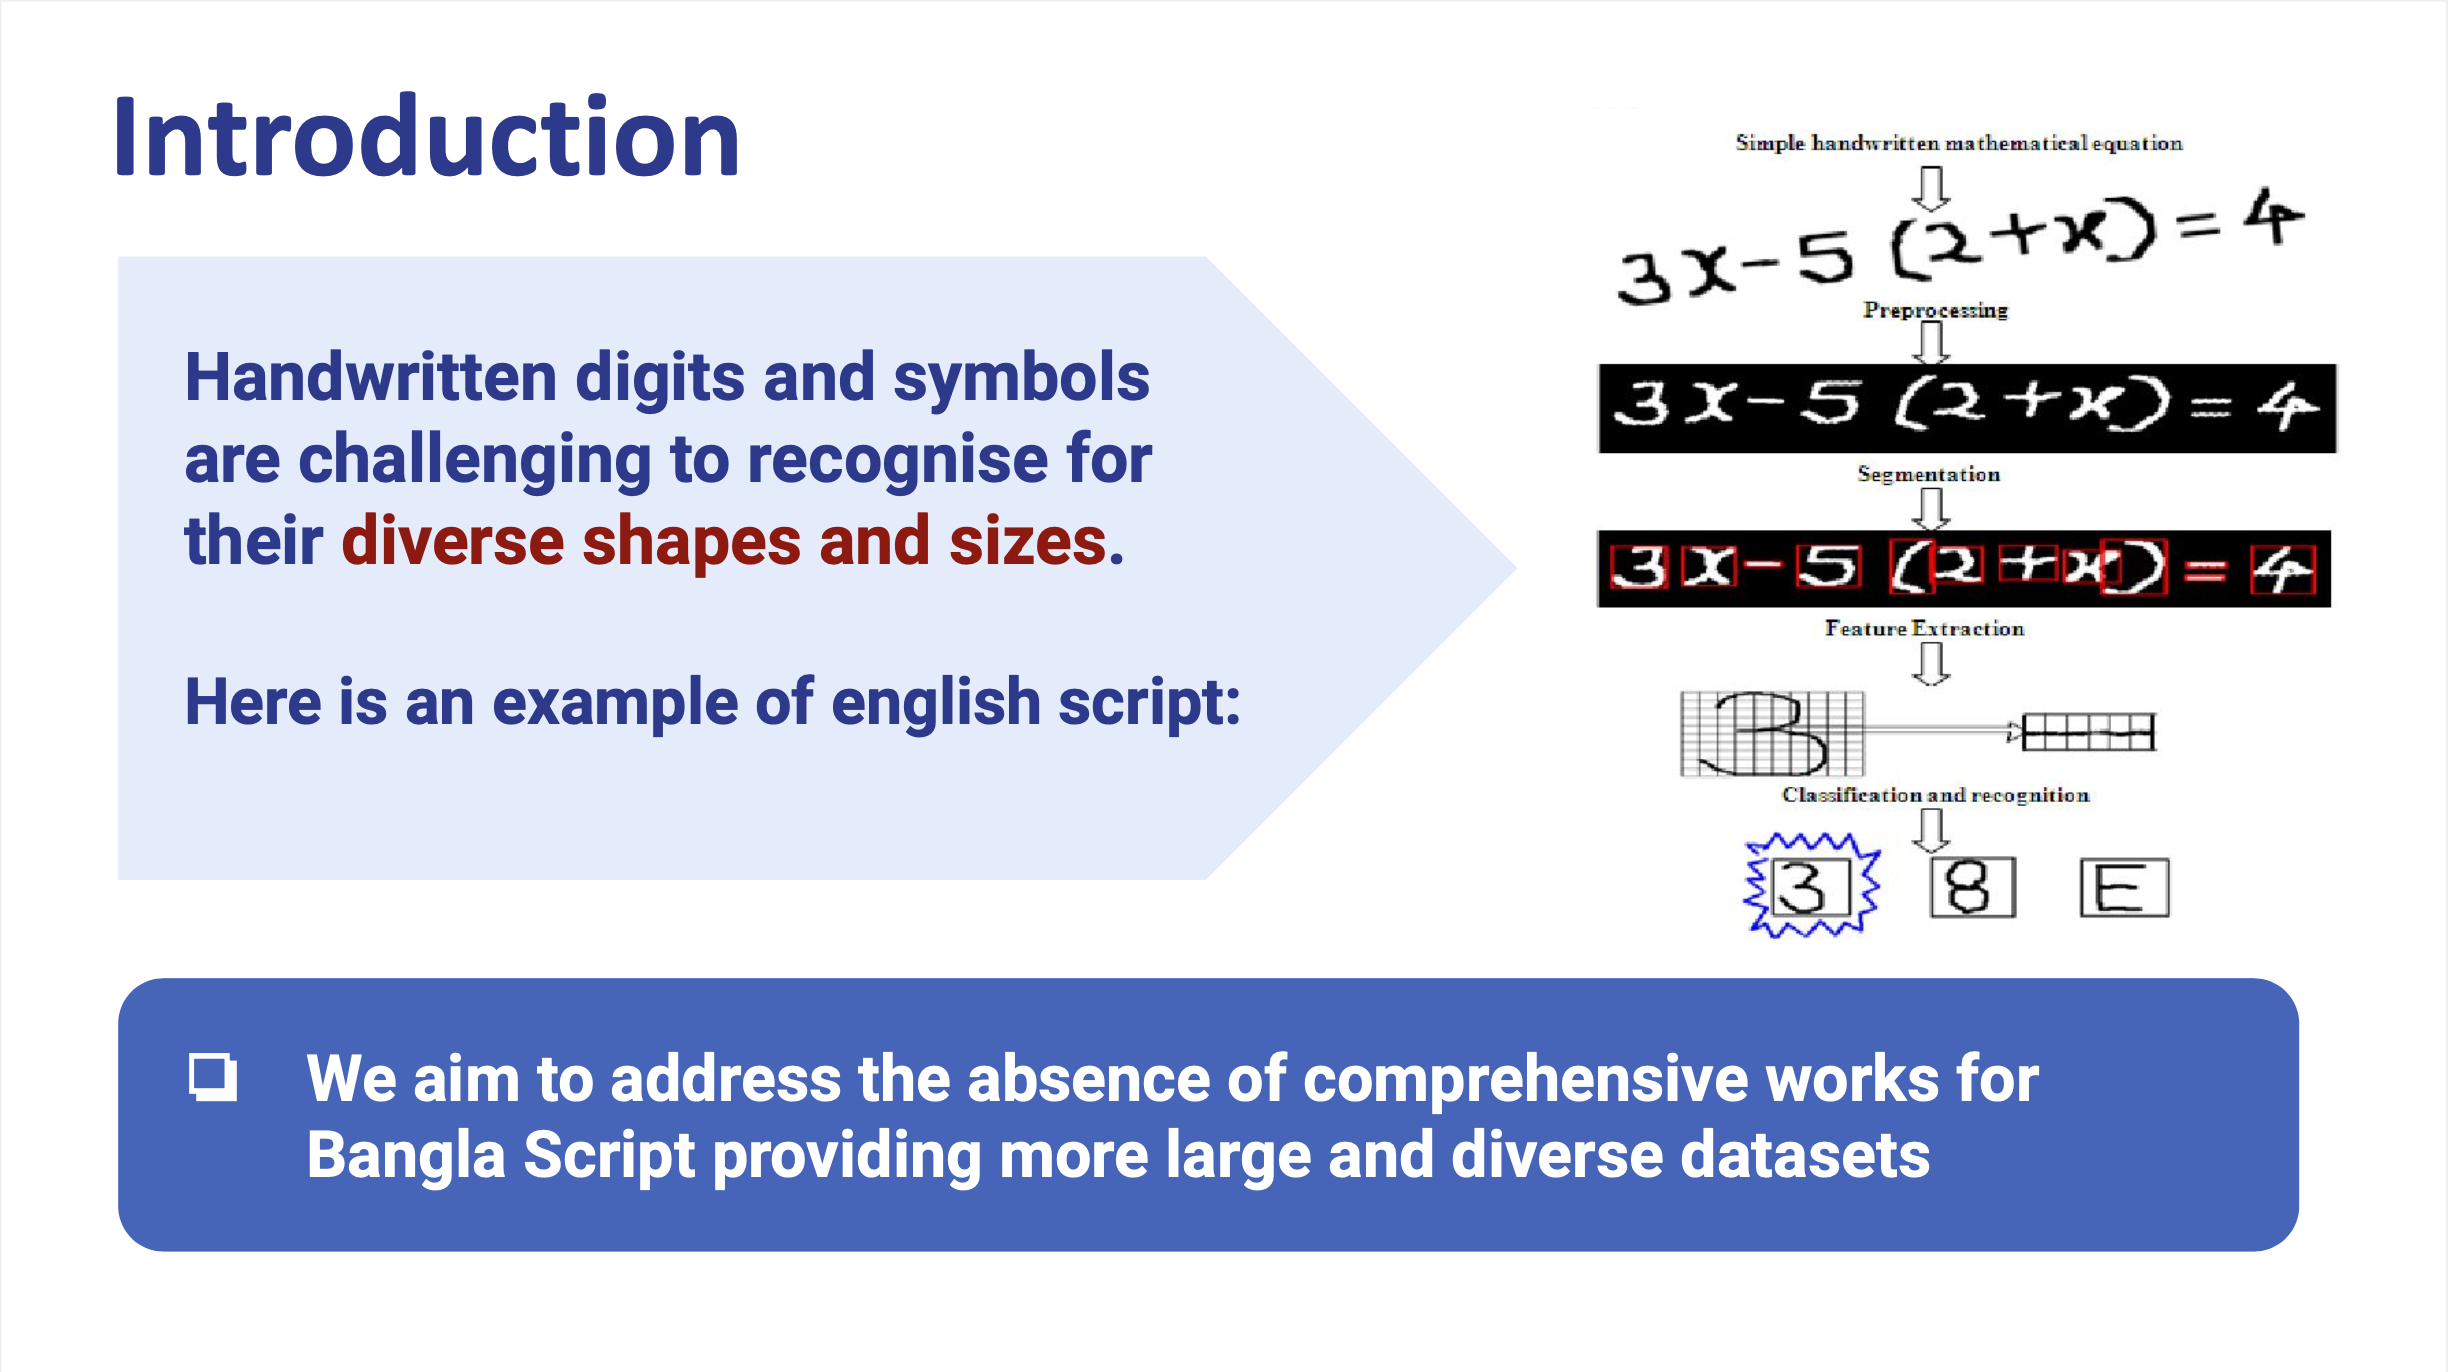 Introduction
Handwritten digits and symbols
are challenging to recognise for
their diverse shapes and sizes.
Here is an example of english script:
Simple handwritten mathematical equation
3x-5(2+x)=4
Preprocessing
3x-5(2+x)=4
Segmentation
3x-5(2+x)=4
Feature Extraction
3
Classification and recognition
3 8 E
We aim to address the absence of comprehensive works for
Bangla Script providing more large and diverse datasets